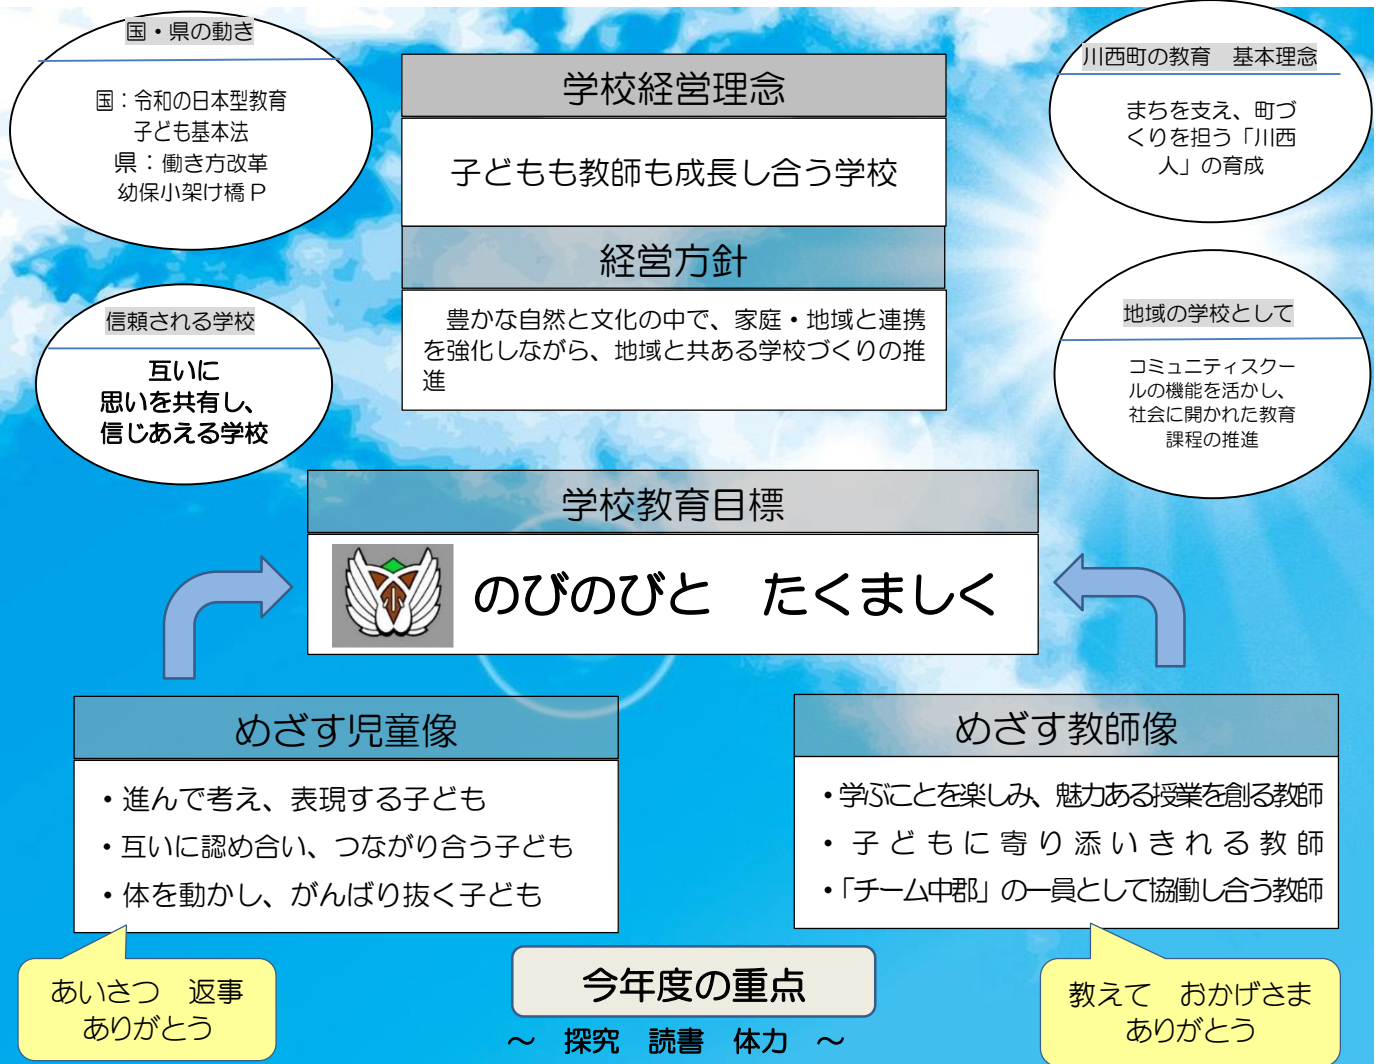 国・県の動き
国：令和の日本型教育
子ども基本法
県：働き方改革
幼保小架け橋Ｐ
学校経営理念
子どもも教師も成長し合う学校
経営方針
豊かな自然と文化の中で、家庭・地域と連携
を強化しながら、地域と共ある学校づくりの推
進
川西町の教育　基本理念
まちを支え、町づ
くりを担う「川西
人」の育成
信頼される学校
互いに
思いを共有し、
信じあえる学校
地域の学校として
コミュニティスクー
ルの機能を活かし、
社会に開かれた教育
課程の推進
学校教育目標
のびのびと　たくましく
めざす児童像
・進んで考え、表現する子ども
・互いに認め合い、つながり合う子ども
・体を動かし、がんばり抜く子ども
あいさつ　返事
ありがとう
めざす教師像
・学ぶことを楽しみ、魅力ある授業を創る教師
・子どもに寄り添いきれる教師
・「チーム中郡」の一員として協働し合う教師
教えて　おかげさま
ありがとう
今年度の重点
～　探究　読書　体力　～